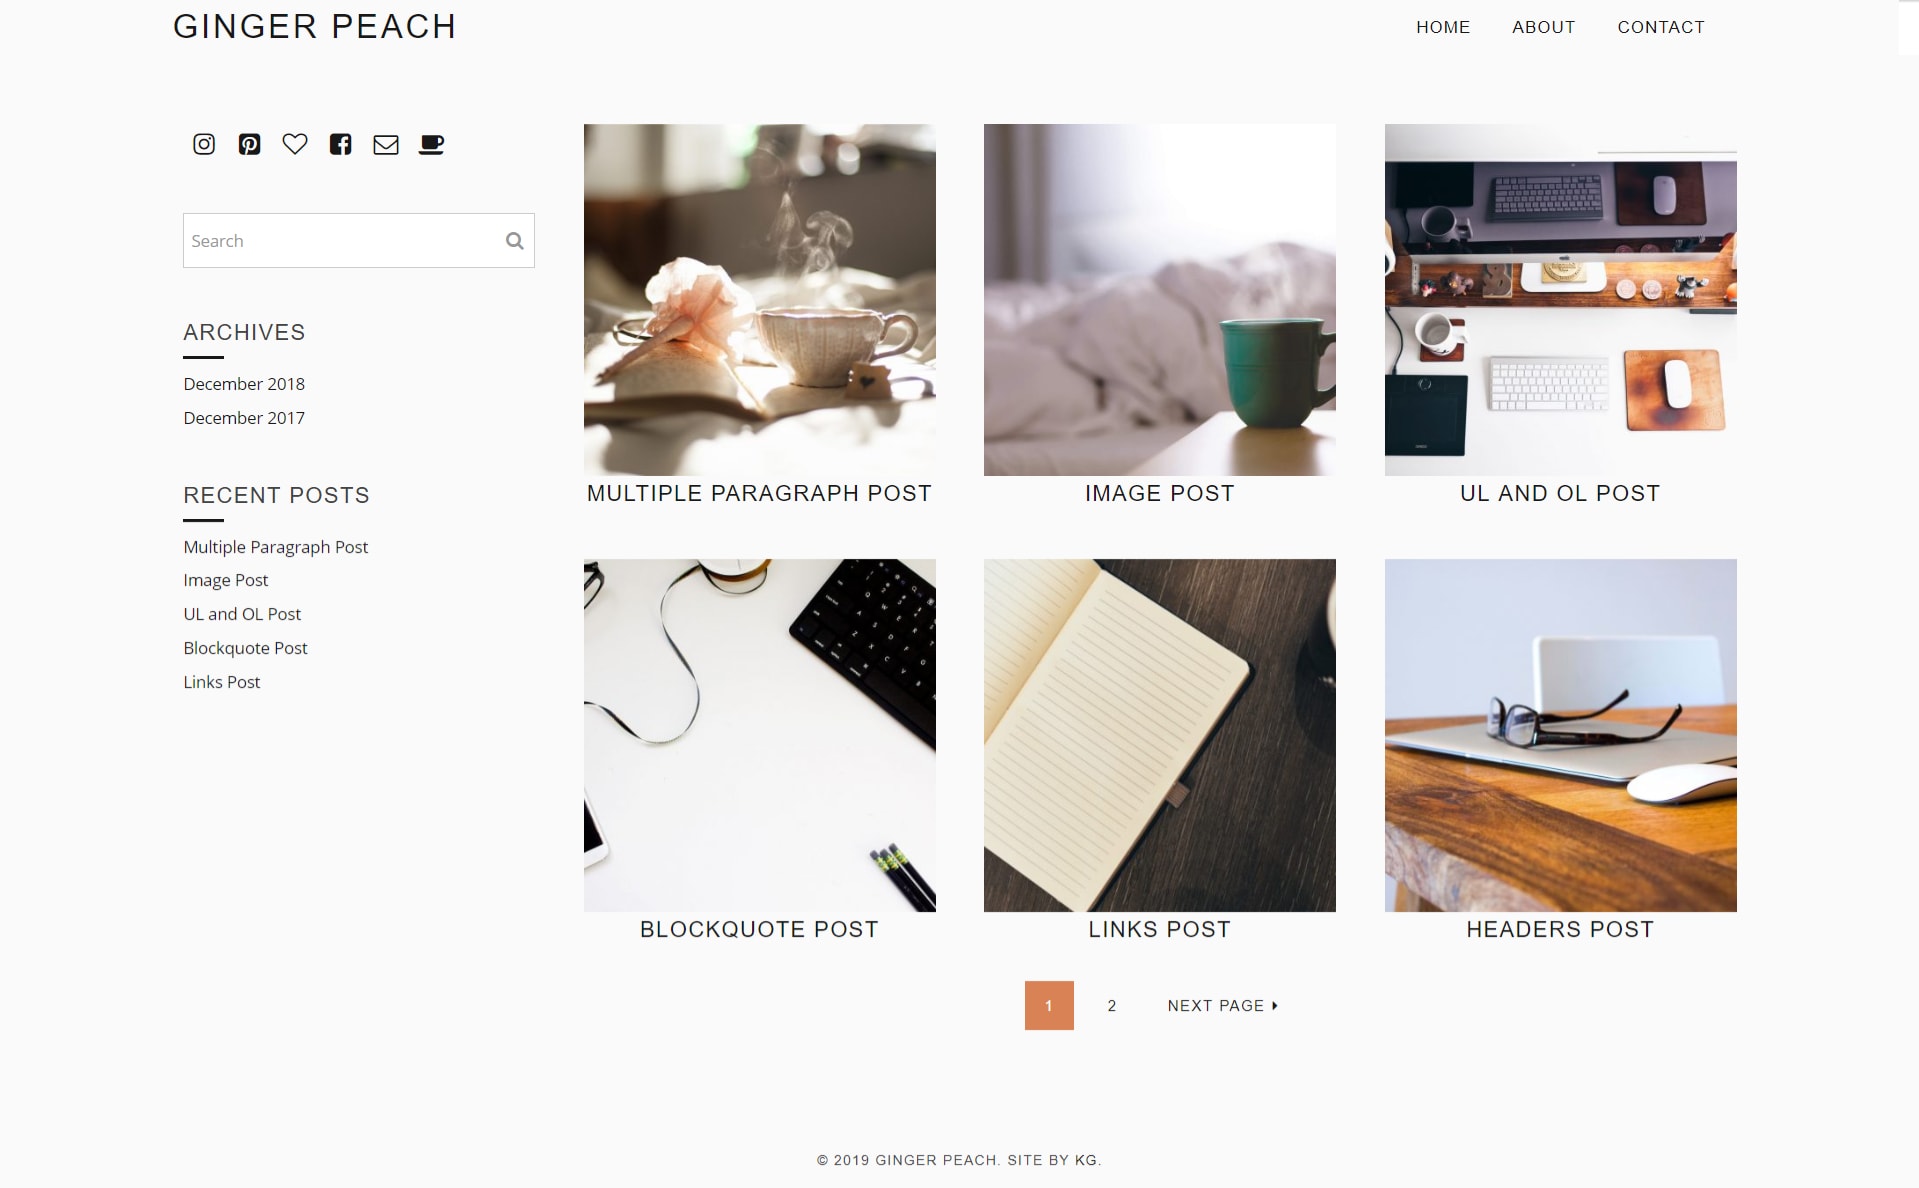 GINGER PEACH
HOME ABOUT CONTACT
Search
ARCHIVES
December 2018
December 2017
RECENT POSTS
Multiple Paragraph Post
Image Post
UL and OL Post
Blockquote Post
Links Post
MULTIPLE PARAGRAPH POST
IMAGE POST
UL AND OL POST
BLOCKQUOTE POST
LINKS POST
HEADERS POST
1 2 NEXT PAGE
© 2019 GINGER PEACH. SITE BY KG.